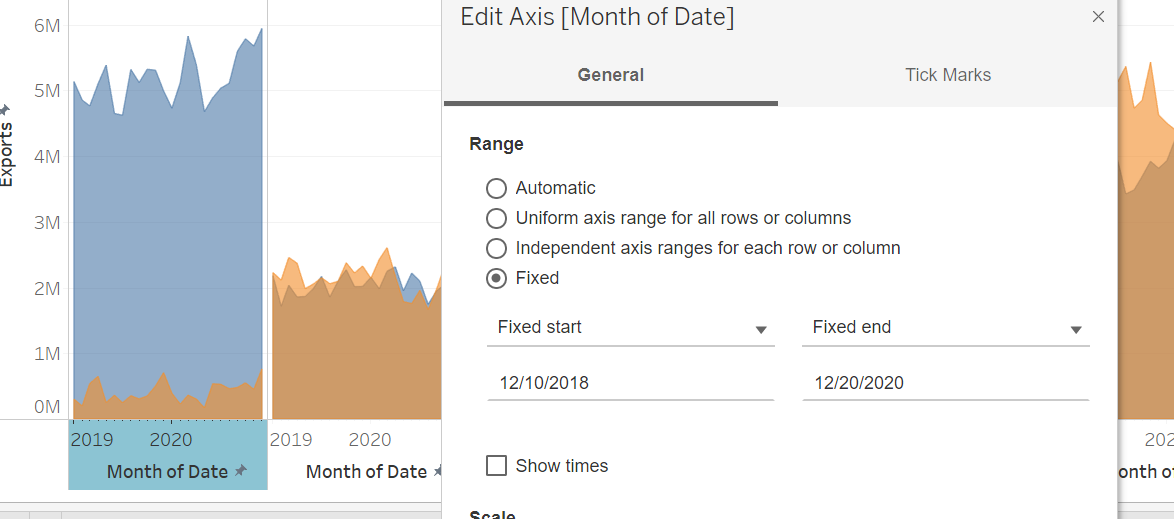 Edit Axis [Month of Date]
General
Tick Marks
Range
Automatic
Uniform axis range for all rows or columns
Independent axis ranges for each row or column
Fixed
Fixed start
Fixed end
12/10/2018
12/20/2020
Show times
Scale
6M
5M
4M
3M
2M
1M
0M
Exports
2019 2020
Month of Date
2019 2020
Month of Date
202
onth of